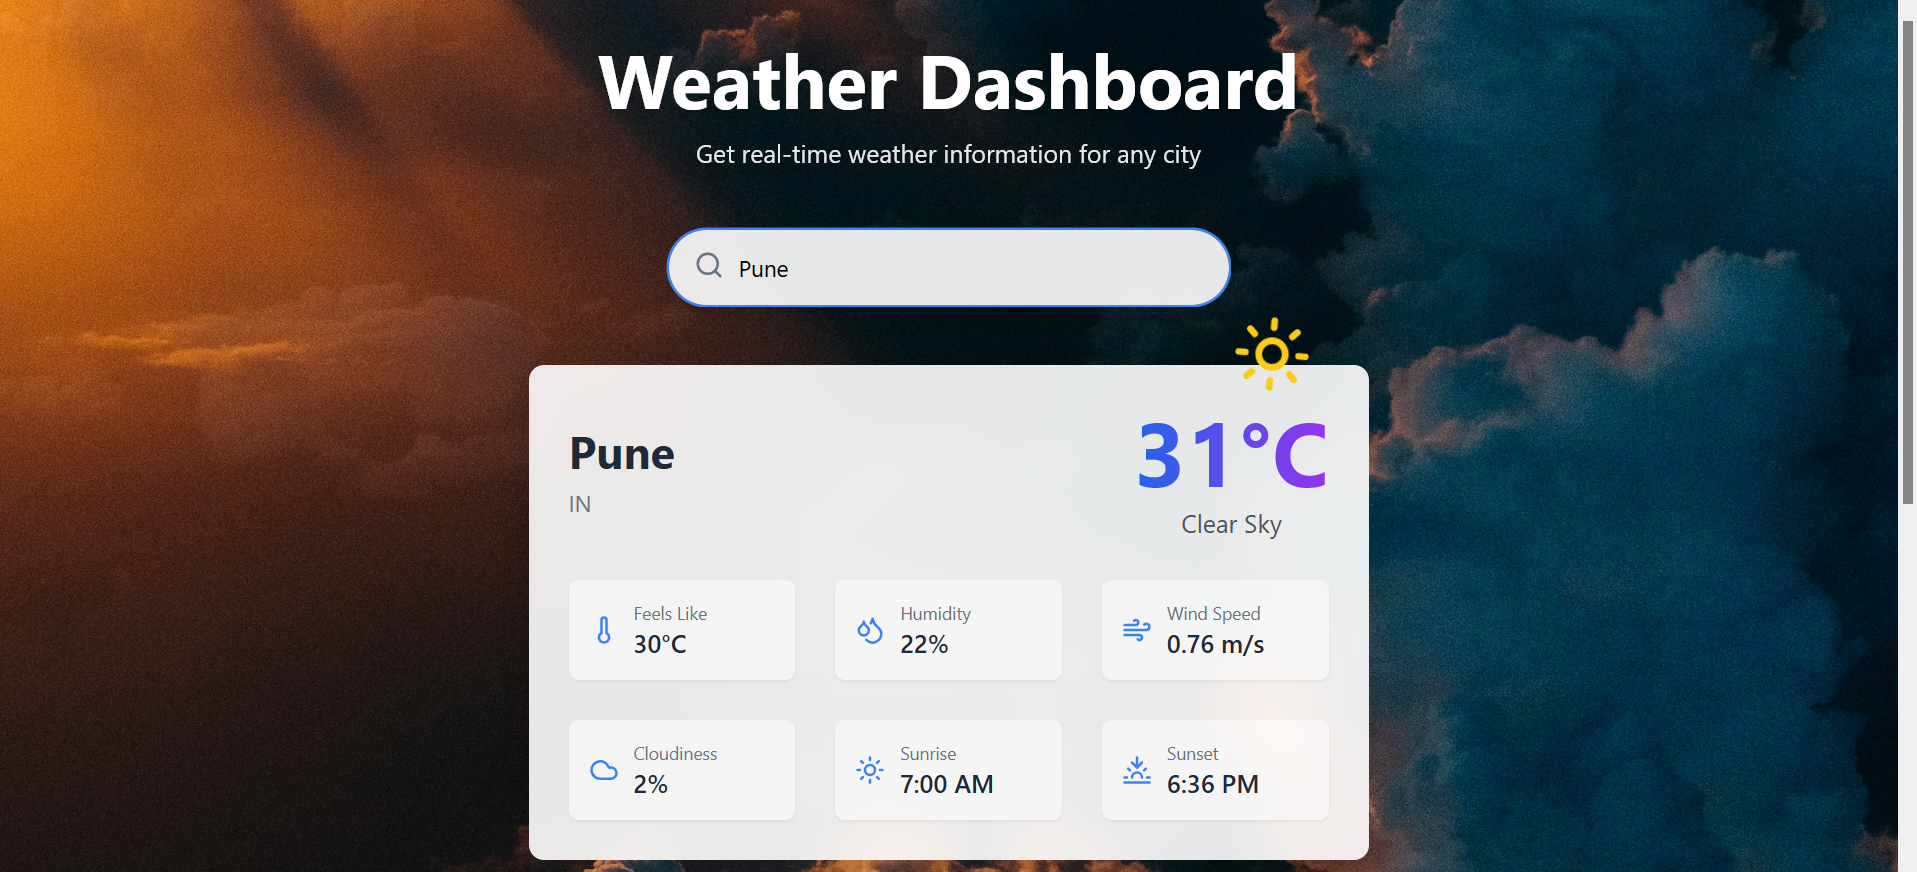 Weather Dashboard
Get real-time weather information for any city
Pune
Pune
IN
31°C
Clear Sky
Feels Like
30°C
Humidity
22%
Wind Speed
0.76 m/s
Cloudiness
2%
Sunrise
7:00 AM
Sunset
6:36 PM